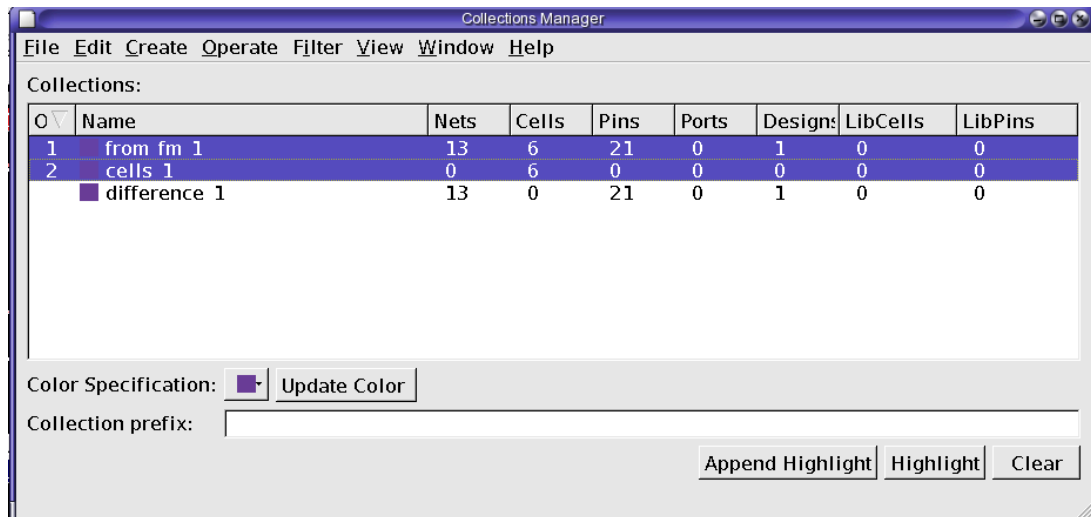 Collections Manager
File Edit Create Operate Filter View Window Help
Collections:
O Name Nets Cells Pins Ports Designs LibCells LibPins
1 from fm 1 13 6 21 0 1 0 0
2 cells 1 0 6 0 0 0 0 0
difference 1 13 0 21 0 1 0 0
Color Specification: Update Color
Collection prefix:
Append Highlight Highlight Clear